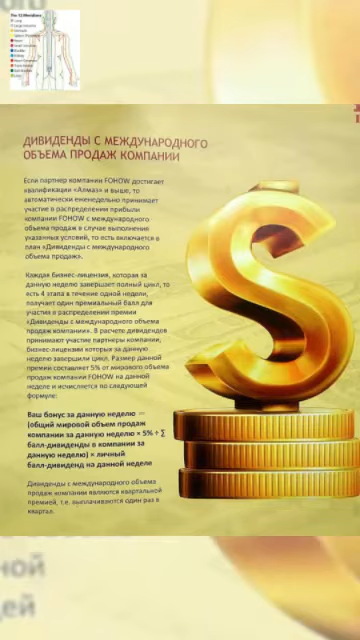 The 12 Meridians
ДИВИДЕНДЫ С МЕЖДУНАРОДНОГО
ОБЪЕМА ПРОДАЖ КОМПАНИИ
Если партнер компании FOHOW достигает
квалификации «Алмаз» и выше, то
автоматически еженедельно принимает
участие в распределении прибыли
компании FOHOW с международного
объема продаж в случае выполнения
указанных условий, то есть включается в
план «Дивиденды с международного
объема продаж».
Каждая бизнес-лицензия, которая за
данную неделю завершает полный цикл, то
есть 4 этапа в течение одной недели,
получает один премиальный балл для
участия в распределении премии
«Дивиденды с международного объема
продаж компании». В расчете дивидендов
принимают участие партнеры компании,
бизнес-лицензии которых за данную
неделю завершили цикл. Размер данной
премии составляет 5% от мирового объема
продаж компании FOHOW на данной
неделе и исчисляется по следующей
формуле:
Ваш бонус за данную неделю =
(общий мировой объем продаж
компании за данную неделю × 5% ÷ ∑
балл-дивиденд в компании за
данную неделю) × личный
балл-дивиденд на данной неделе
Дивиденды с международного объема
продаж компании являются квартальной
премией, т.е. выплачиваются один раз в
квартал.
ной
ей